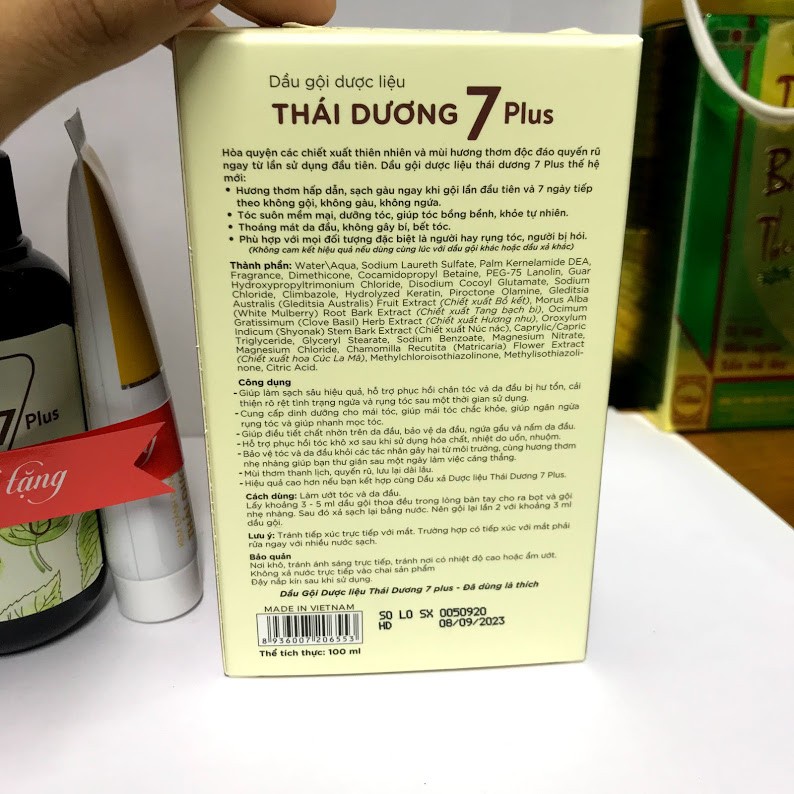 Dầu gội dược liệu
THÁI DƯƠNG 7 Plus
Hòa quyện các chiết xuất thiên nhiên và mùi hương thơm độc đáo quyến rũ
ngay từ lần sử dụng đầu tiên. Dầu gội dược liệu thái dương 7 Plus thế hệ
mới:
• Hương thơm hấp dẫn, sạch gàu ngay khi gội lần đầu tiên và 7 ngày tiếp
theo không gội, không gàu, không ngứa.
• Tóc suôn mềm mại, dưỡng tóc, giúp tóc bồng bềnh, khỏe tự nhiên.
• Thoáng mát da đầu, không gây bí, bết tóc.
• Phù hợp với mọi đối tượng đặc biệt là người hay rụng tóc, người bị hói.
(Không cam kết hiệu quả nếu dùng cùng lúc với dầu gội khác hoặc dầu xả khác)
Thành phần: Water\Aqua, Sodium Laureth Sulfate, Palm Kernelamide DEA,
Fragrance, Dimethicone, Cocamidopropyl Betaine, PEG-75 Lanolin, Guar
Hydroxypropyltrimonium Chloride, Disodium Cocoyl Glutamate, Sodium
Chloride, Climbazole, Hydrolyzed Keratin, Piroctone Olamine, Gleditsia
Australis (Gleditsia Australis) Fruit Extract (Chiết xuất Bồ kết), Morus Alba
(White Mulberry) Root Bark Extract (Chiết xuất Tang bạch bì), Ocimum
Gratissimum (Clove Basil) Herb Extract (Chiết xuất Hương nhu), Oroxylum
Indicum (Shyonak) Stem Bark Extract (Chiết xuất Núc nác), Caprylic/Capric
Triglyceride, Glyceryl Stearate, Sodium Benzoate, Magnesium Nitrate,
Magnesium Chloride, Chamomilla Recutita (Matricaria) Flower Extract
(Chiết xuất hoa Cúc La Mã), Methylchloroisothiazolinone, Methylisothiazoli-
none, Citric Acid.
Công dụng
-Giúp làm sạch sâu hiệu quả, hỗ trợ phục hồi chân tóc và da đầu bị hư tổn, cải
thiện rõ rệt tình trạng ngứa và rụng tóc sau một thời gian sử dụng.
- Cung cấp dinh dưỡng cho mái tóc, giúp mái tóc chắc khỏe, giúp ngăn ngừa
rụng tóc và giúp nhanh mọc tóc.
- Giúp điều tiết chất nhờn trên da đầu, bảo vệ da đầu, ngứa gầu và nấm da đầu.
- Hỗ trợ phục hồi tóc khô xơ sau khi sử dụng hóa chất, nhiệt do uốn, nhuộm.
- Bảo vệ tóc và da đầu khỏi các tác nhân gây hại từ môi trường, cùng hương thơm
nhẹ nhàng giúp bạn thư giãn sau một ngày làm việc căng thẳng.
- Mùi thơm thanh lịch, quyến rũ, lưu lại dài lâu.
- Hiệu quả cao hơn nếu bạn kết hợp cùng Dầu xả Dược liệu Thái Dương 7 Plus.
Cách dùng: Làm ướt tóc và da đầu.
Lấy khoảng 3 - 5 ml dầu gội thoa đều trong lòng bàn tay cho ra bọt và gội
nhẹ nhàng. Sau đó xả sạch lại bằng nước. Nên gội lại lần 2 với khoảng 3 ml
dầu gội.
Lưu ý: Tránh tiếp xúc trực tiếp với mắt. Trường hợp có tiếp xúc với mắt phải
rửa ngay với nhiều nước sạch.
Bảo quản
Nơi khô, tránh ánh sáng trực tiếp, tránh nơi có nhiệt độ cao hoặc ẩm ướt.
Không xả nước trực tiếp vào chai sản phẩm
Đậy nắp kín sau khi sử dụng.
Dầu Gội Dược liệu Thái Dương 7 plus - Đã dùng là thích
MADE IN VIETNAM
8 936007 206553
SO LO SX 0050920
HD 08/09/2023
Thể tích thực: 100 ml
7 Plus
tặng